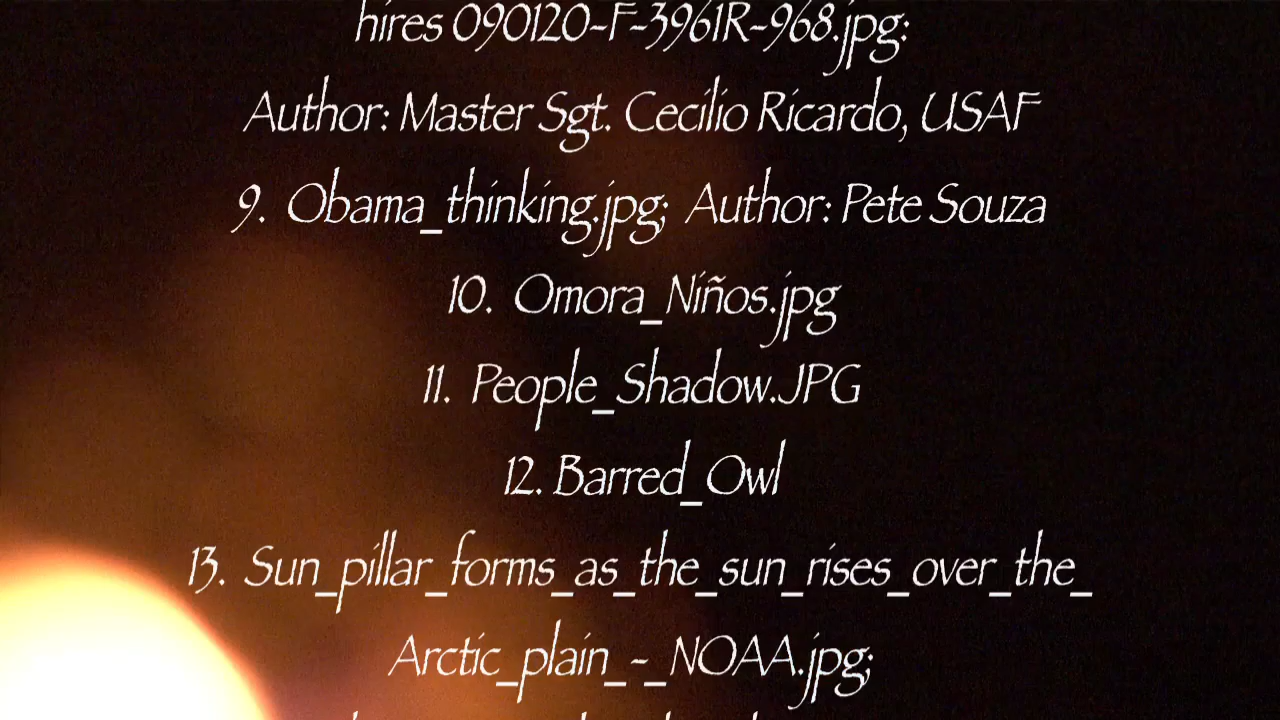 hires 090120-F-3961R-968.jpg:
Author: Master Sgt. Cecilio Ricardo, USAF
9. Obama_thinking.jpg; Author: Pete Souza
10. Omora_Niños.jpg
11. People_Shadow.JPG
12. Barred_Owl
13. Sun_pillar_forms_as_the_sun_rises_over_the_
Arctic_plain_-_NOAA.jpg;